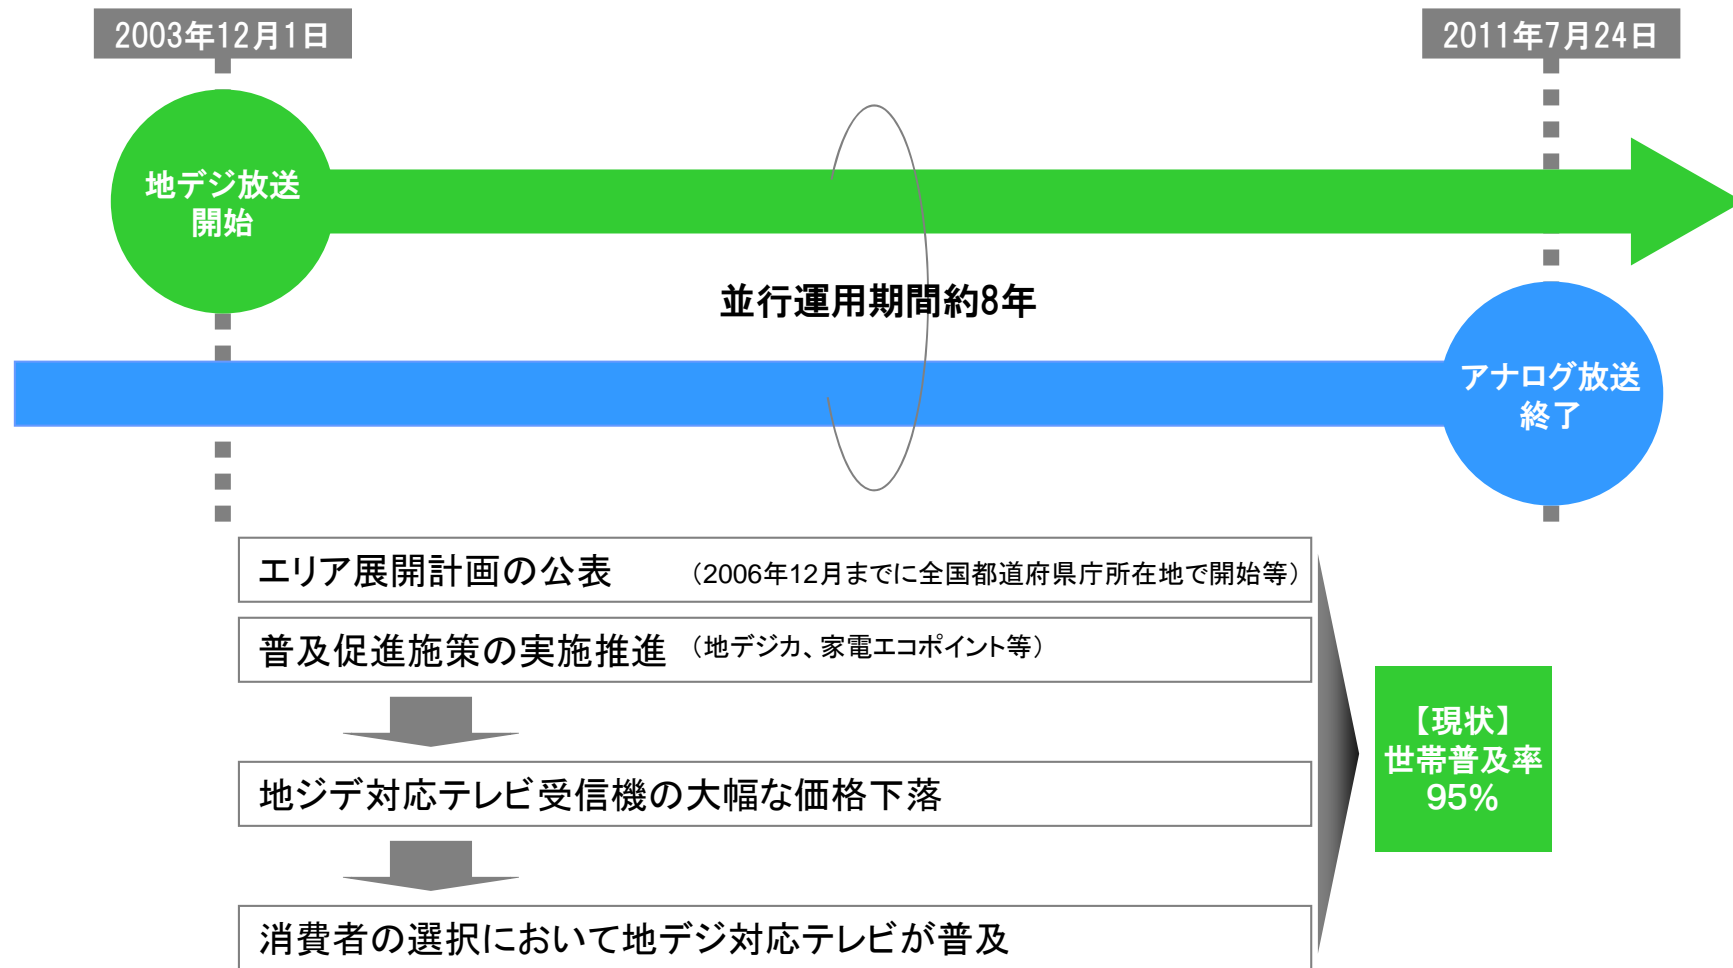 2003年12月1日
2011年7月24日
地デジ放送
開始
並行運用期間約8年
アナログ放送
終了
エリア展開計画の公表 （2006年12月までに全国都道府県庁所在地で開始等）
普及促進施策の実施推進 （地デジカ、家電エコポイント等）
地ジデ対応テレビ受信機の大幅な価格下落
消費者の選択において地デジ対応テレビが普及
【現状】
世帯普及率
95%